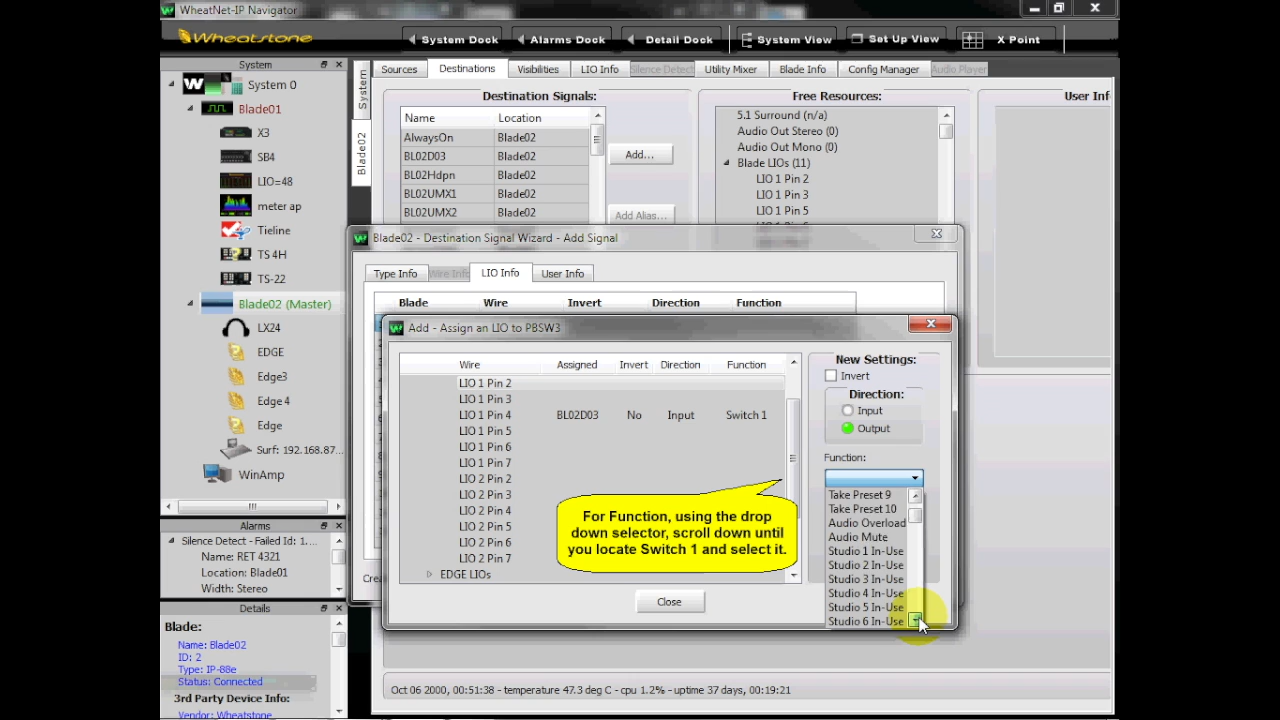 WheatNet-IP Navigator
Wheatstone
System Dock
Alarms Dock
Detail Dock
System View
Set Up View
X Point
System
System 0
Blade01
X3
SB4
LIO=48
meter ap
Tieline
TS 4H
TS-22
Blade02 (Master)
LX24
EDGE
Edge3
Edge 4
Edge
Surf: 192.168.87...
WinAmp
Alarms
Silence Detect - Failed Id: 1....
Name: RET 4321
Location: Blade01
Width: Stereo
Details
Blade:
Name: Blade02
ID: 2
Type: IP-88e
Status: Connected
3rd Party Device Info:
Vendor: Wheatstone
System
Blade02
Sources
Destinations
Visibilities
LIO Info
Silence Detect
Utility Mixer
Blade Info
Config Manager
Audio Player
Destination Signals:
Name Location
AlwaysOn Blade02
BL02D03 Blade02
BL02Hdpn Blade02
BL02UMX1 Blade02
BL02UMX2 Blade02
Add...
Add Alias...
Free Resources:
5.1 Surround (n/a)
Audio Out Stereo (0)
Audio Out Mono (0)
Blade LIOs (11)
LIO 1 Pin 2
LIO 1 Pin 3
LIO 1 Pin 5
User Inf
Blade02 - Destination Signal Wizard - Add Signal
Type Info
Wire Info
LIO Info
User Info
Blade Wire Invert Direction Function
Add - Assign an LIO to PBSW3
Wire Assigned Invert Direction Function
LIO 1 Pin 2
LIO 1 Pin 3
LIO 1 Pin 4 BL02D03 No Input Switch 1
LIO 1 Pin 5
LIO 1 Pin 6
LIO 1 Pin 7
LIO 2 Pin 2
LIO 2 Pin 3
LIO 2 Pin 4
LIO 2 Pin 5
LIO 2 Pin 6
LIO 2 Pin 7
EDGE LIOs
For Function, using the drop
down selector, scroll down until
you locate Switch 1 and select it.
Close
New Settings:
Invert
Direction:
Input
Output
Function:
Take Preset 9
Take Preset 10
Audio Overload
Audio Mute
Studio 1 In-Use
Studio 2 In-Use
Studio 3 In-Use
Studio 4 In-Use
Studio 5 In-Use
Studio 6 In-Use
Oct 06 2000, 00:51:38 - temperature 47.3 deg C - cpu 1.2% - uptime 37 days, 00:19:21